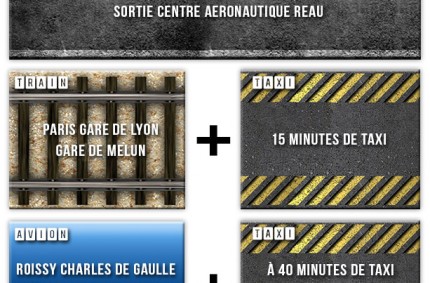 SORTIE CENTRE AERONAUTIQUE REAU
TRAIN
PARIS GARE DE LYON
GARE DE MELUN
+
TAXI
15 MINUTES DE TAXI
AVION
ROISSY CHARLES DE GAULLE
+
TAXI
À 40 MINUTES DE TAXI